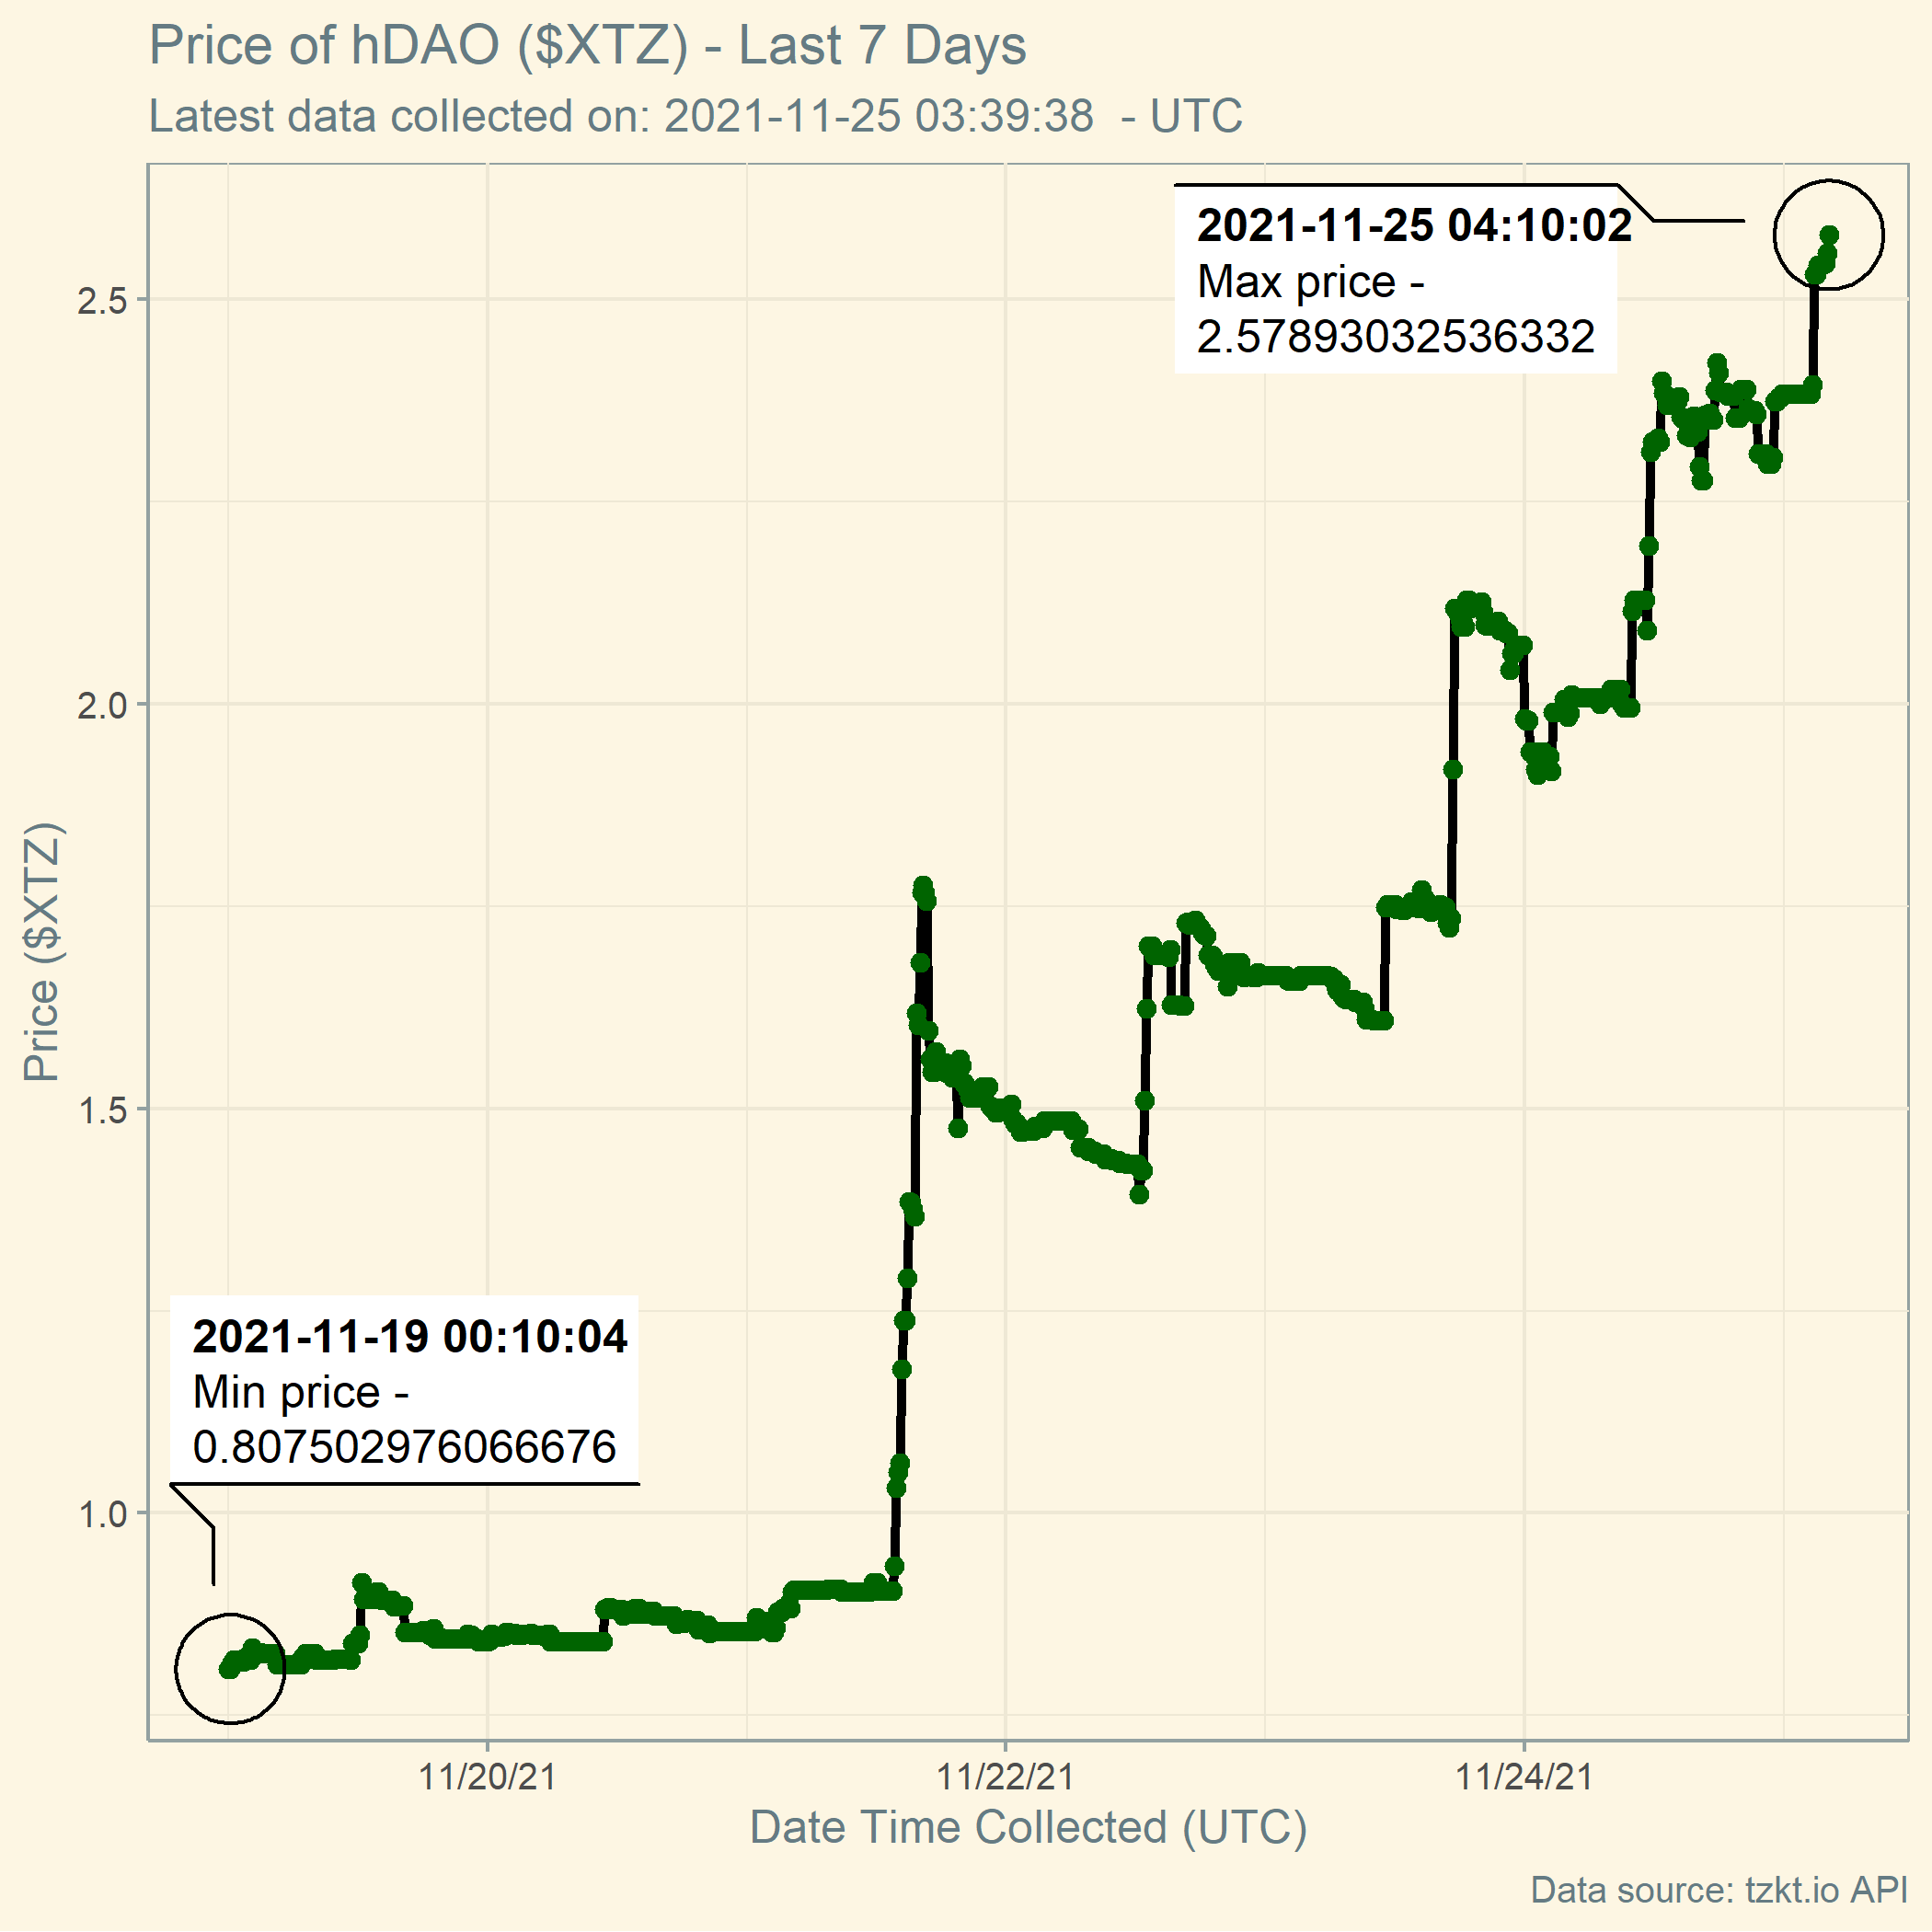 Price of hDAO ($XTZ) - Last 7 Days
Latest data collected on: 2021-11-25 03:39:38  - UTC
2021-11-25 04:10:02
Max price -
2.57893032536332
2.5
2.0
1.5
1.0
Price ($XTZ)
2021-11-19 00:10:04
Min price -
0.807502976066676
11/20/21
11/22/21
11/24/21
Date Time Collected (UTC)
Data source: tzkt.io API